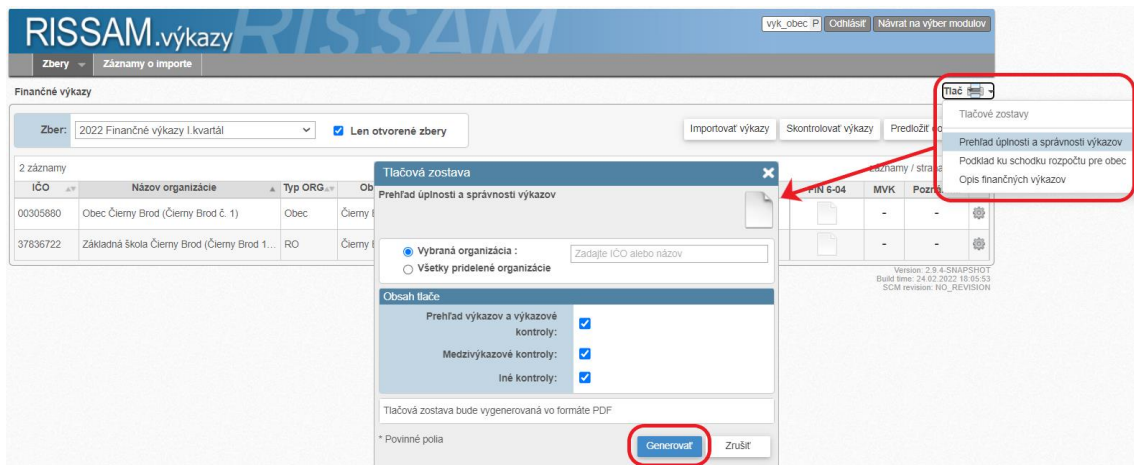 RISSAM.výkazy
RISSAM
vyk_obec P Odhlásiť Návrat na výber modulov
Zbery Záznamy o importe
Finančné výkazy
Tlač
Tlačové zostavy
Prehľad úplnosti a správnosti výkazov
Podklad ku schodku rozpočtu pre obec
Opis finančných výkazov
Zber: 2022 Finančné výkazy I.kvartál Len otvorené zbery
Importovať výkazy Skontrolovať výkazy Predložiť
2 záznamy
IČO Názov organizácie Typ ORG Ob FIN 6-04 MVK
00305880 Obec Čierny Brod (Čierny Brod č. 1) Obec Čierny - -
37836722 Základná škola Čierny Brod (Čierny Brod 1... RO Čierny - -
Tlačová zostava
Prehľad úplnosti a správnosti výkazov
Vybraná organizácia : Zadajte IČO alebo názov
Všetky pridelené organizácie
Obsah tlače
Prehľad výkazov a výkazové
kontroly:
Medzivýkazové kontroly:
Iné kontroly:
Tlačová zostava bude vygenerovaná vo formáte PDF
* Povinné polia
Generovať Zrušiť
Version: 2.9.4-SNAPSHOT
Build time: 24.02.2022 18:05:53
SCM revision: NO_REVISION